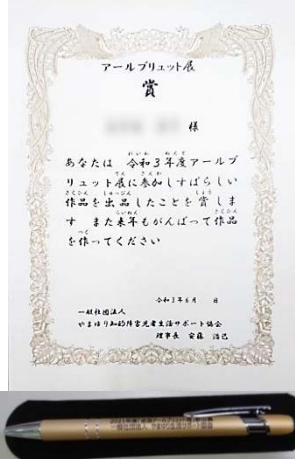 アールブリュット展
賞
様
あなたは 令和3年度アールブ
リュット展に参加しすばらしい
作品を出品したことを賞しま
す また来年もがんばって作品
を作ってください
令和3年6月 日
一般社団法人
やまゆり知的障害児者生活サポート協会
理事長 安藤 浩己